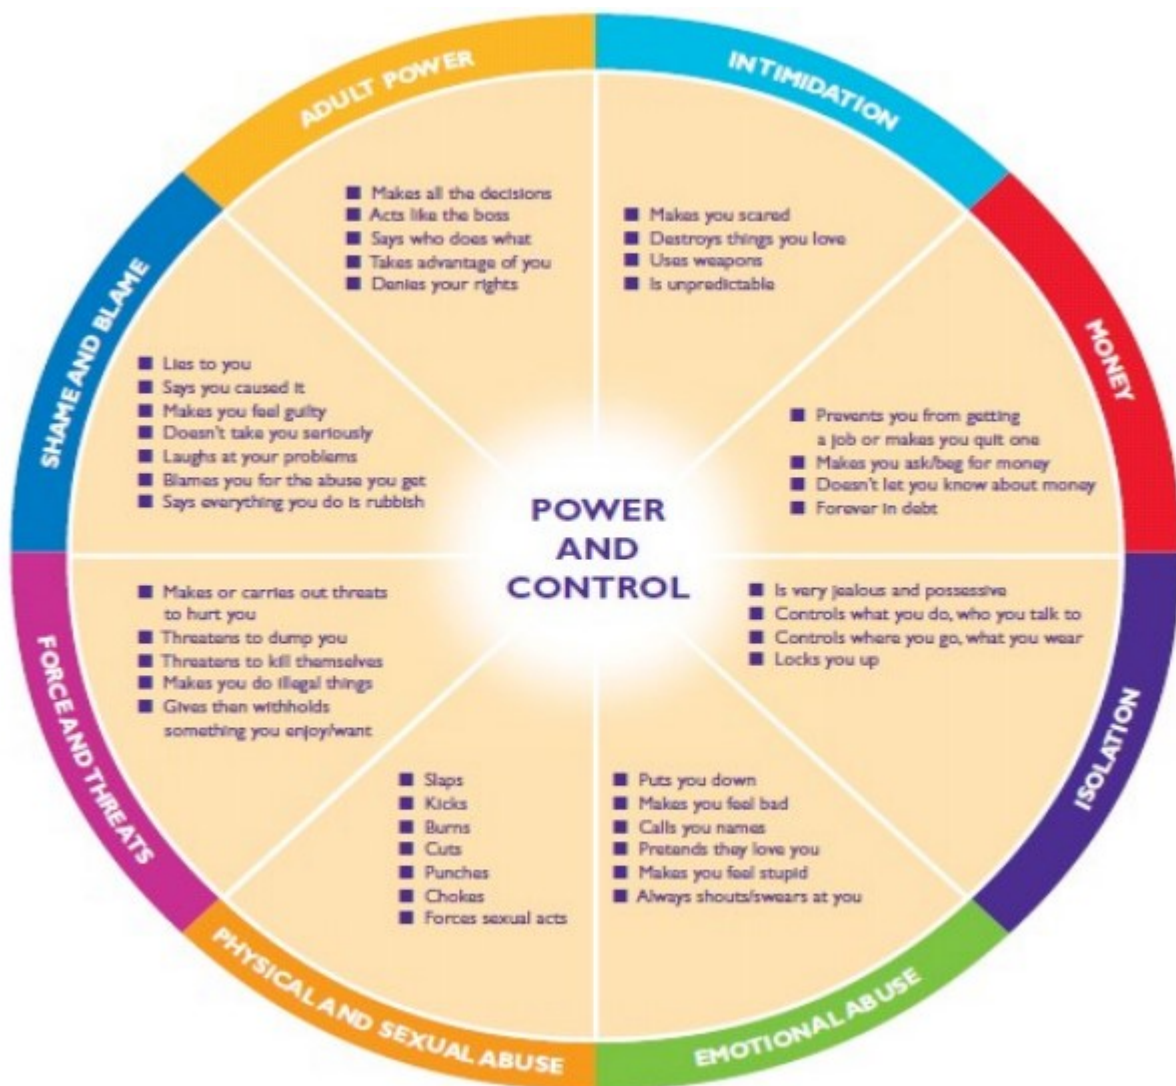 ADULT POWER
Makes all the decisions
Acts like the boss
Says who does what
Takes advantage of you
Denies your rights
INTIMIDATION
Makes you scared
Destroys things you love
Uses weapons
Is unpredictable
MONEY
Prevents you from getting
a job or makes you quit one
Makes you ask/beg for money
Doesn't let you know about money
Forever in debt
ISOLATION
Is very jealous and possessive
Controls what you do, who you talk to
Controls where you go, what you wear
Locks you up
EMOTIONAL ABUSE
Puts you down
Makes you feel bad
Calls you names
Pretends they love you
Makes you feel stupid
Always shouts/swears at you
PHYSICAL AND SEXUAL ABUSE
Slaps
Kicks
Burns
Cuts
Punches
Chokes
Forces sexual acts
FORCE AND THREATS
Makes or carries out threats
to hurt you
Threatens to dump you
Threatens to kill themselves
Makes you do illegal things
Gives then withholds
something you enjoy/want
SHAME AND BLAME
Lies to you
Says you caused it
Makes you feel guilty
Doesn't take you seriously
Laughs at your problems
Blames you for the abuse you get
Says everything you do is rubbish
POWER
AND
CONTROL